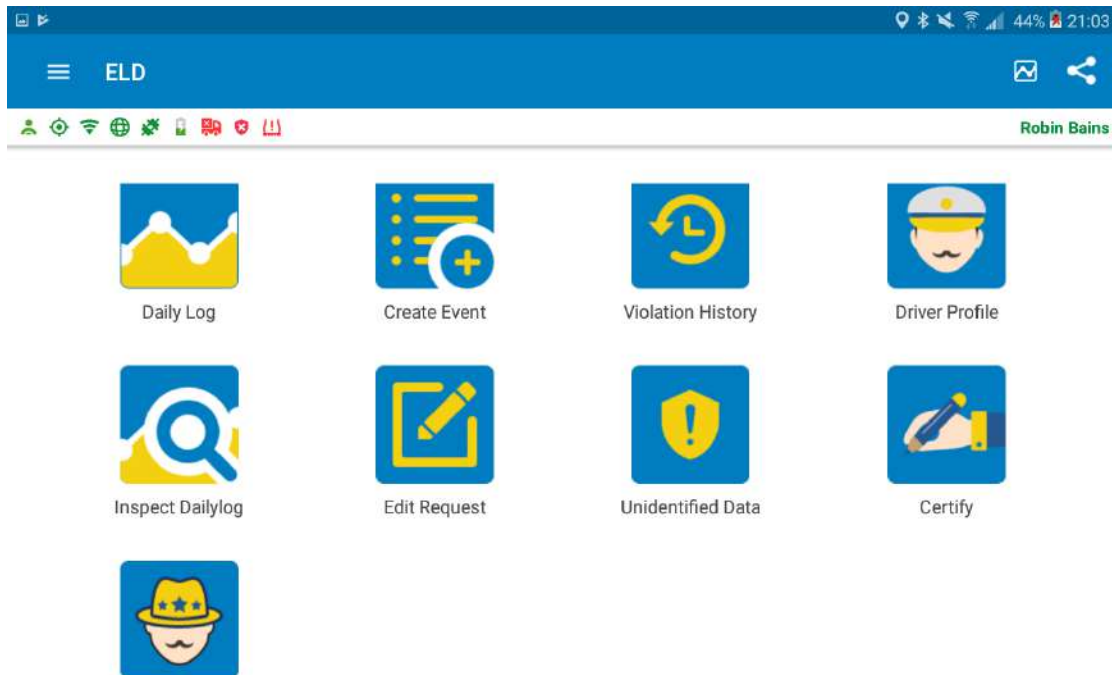 44% 21:03
ELD
Robin Bains
Daily Log Create Event Violation History Driver Profile
Inspect Dailylog Edit Request Unidentified Data Certify